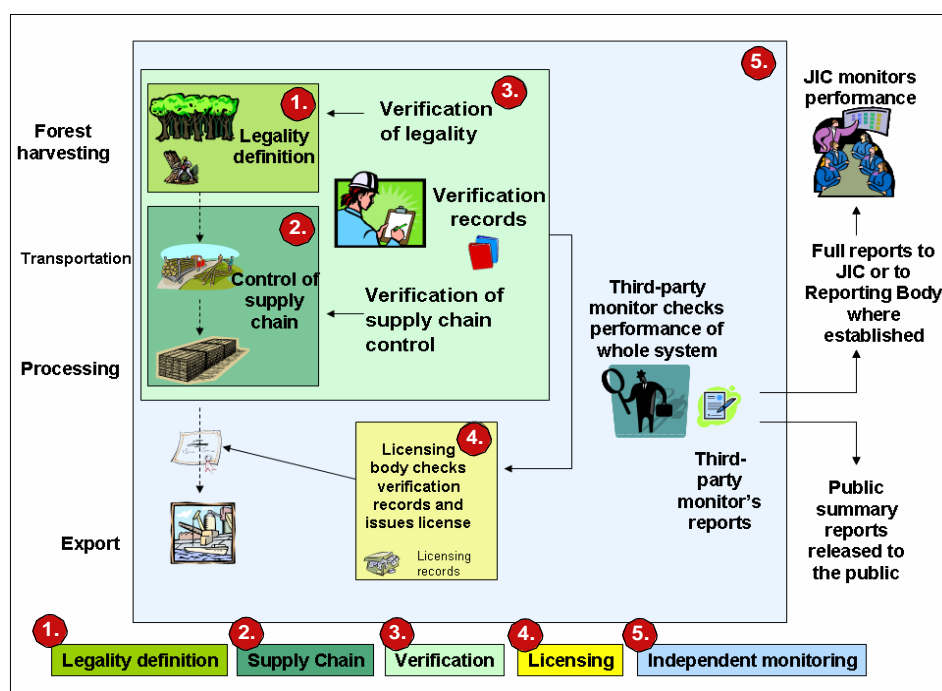 5.
JIC monitors
performance
1.
3.
Forest
harvesting
Legality
definition
Verification
of legality
Verification
records
2.
Transportation
Control of
supply
chain
Verification of
supply chain
control
Processing
Third-party
monitor checks
performance of
whole system
Full reports to
JIC or to
Reporting Body
where
established
4.
Licensing
body checks
verification
records and
issues license
Licensing
records
Third-
party
monitor's
reports
Public
summary
reports
released to
the public
Export
1.
Legality definition
2.
Supply Chain
3.
Verification
4.
Licensing
5.
Independent monitoring